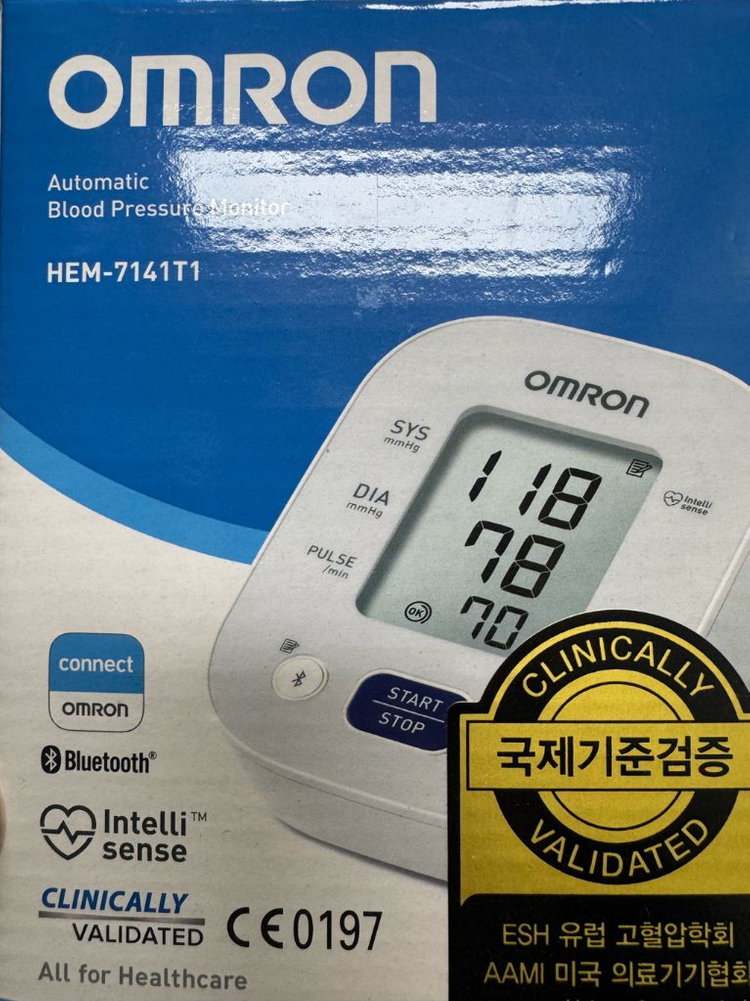 OMRON
Automatic
Blood Pressure Monitor
HEM-7141T1
OMRON
SYS
mmHg
118
Intelli
sense
DIA
mmHg
78
PULSE
/min
OK
70
START
STOP
connect
OMRON
Bluetooth®
Intelli™
sense
CLINICALLY
VALIDATED
CE0197
All for Healthcare
CLINICALLY
국제기준검증
VALIDATED
ESH 유럽 고혈압학회
AAMI 미국 의료기기협회